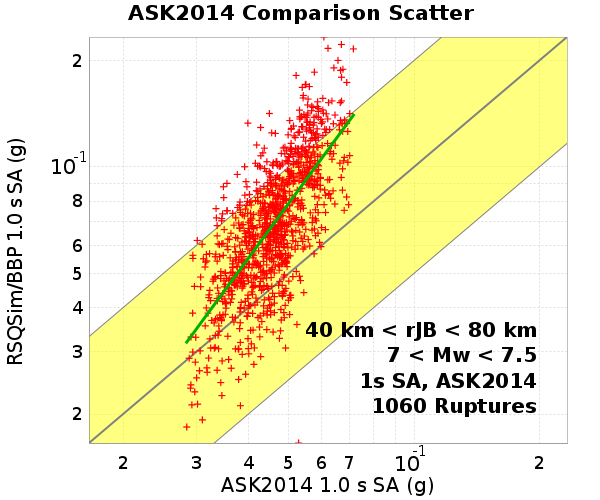 ASK2014 Comparison Scatter
RSQSim/BBP 1.0 s SA (g)
2
10-1
8
6
5
4
3
2
40 km < rJB < 80 km
7 < Mw < 7.5
1s SA, ASK2014
1060 Ruptures
2 3 4 5 6 7 10-1 2
ASK2014 1.0 s SA (g)